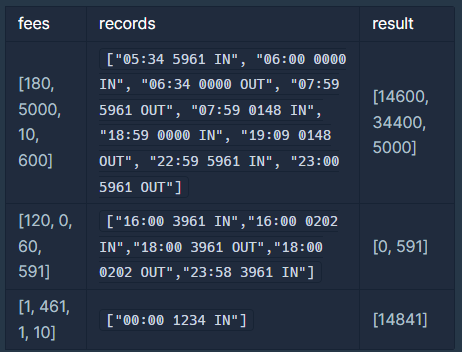 fees records result
[180, 5000, 10, 600]
["05:34 5961 IN", "06:00 0000
IN", "06:34 0000 OUT", "07:59
5961 OUT", "07:59 0148 IN",
"18:59 0000 IN", "19:09 0148
OUT", "22:59 5961 IN", "23:00
5961 OUT"]
[14600, 34400, 5000]
[120, 0, 60, 591]
["16:00 3961 IN","16:00 0202
IN","18:00 3961 OUT","18:00
0202 OUT","23:58 3961 IN"]
[0, 591]
[1, 461, 1, 10]
["00:00 1234 IN"]
[14841]